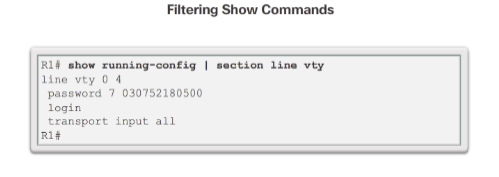 Filtering Show Commands
R1# show running-config | section line vty
line vty 0 4
 password 7 030752180500
 login
 transport input all
R1#